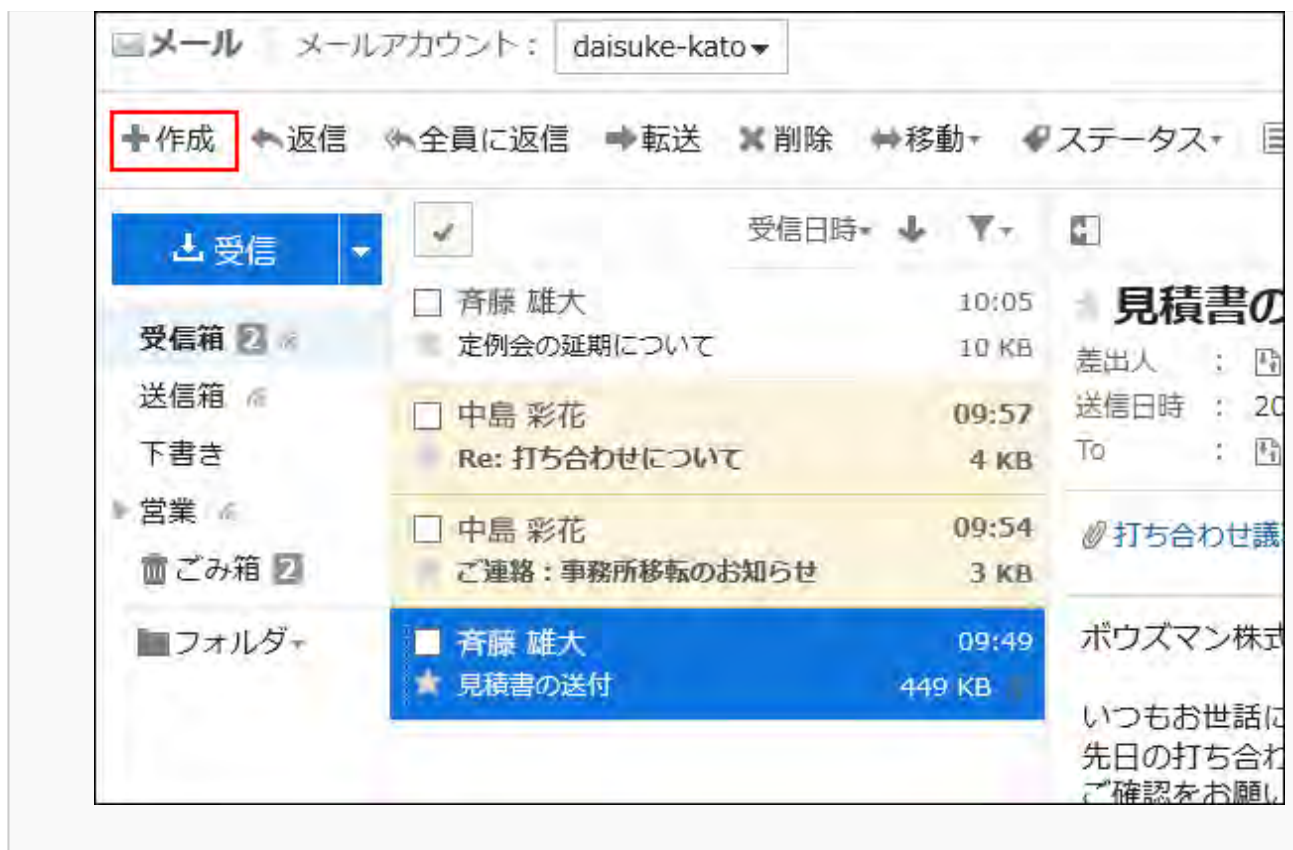 メール メールアカウント： daisuke-kato
作成 返信 全員に返信 転送 削除 移動 ステータス
受信
受信箱 2
送信箱
下書き
営業
ごみ箱 2
フォルダ
受信日時
斉藤 雄大 10:05
定例会の延期について 10 KB
中島 彩花 09:57
Re: 打ち合わせについて 4 KB
中島 彩花 09:54
ご連絡：事務所移転のお知らせ 3 KB
斉藤 雄大 09:49
見積書の送付 449 KB
見積書の
差出人 ：
送信日時 ： 20
To ：
打ち合わせ議
ボウズマン株式
いつもお世話に
先日の打ち合わ
ご確認をお願い